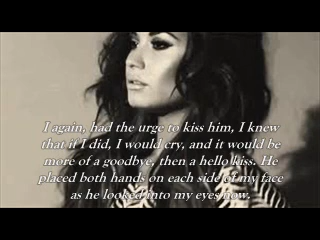 I again, had the urge to kiss him, I knew
that if I did, I would cry, and it would be
more of a goodbye, then a hello kiss. He
placed both hands on each side of my face
as he looked into my eyes now.